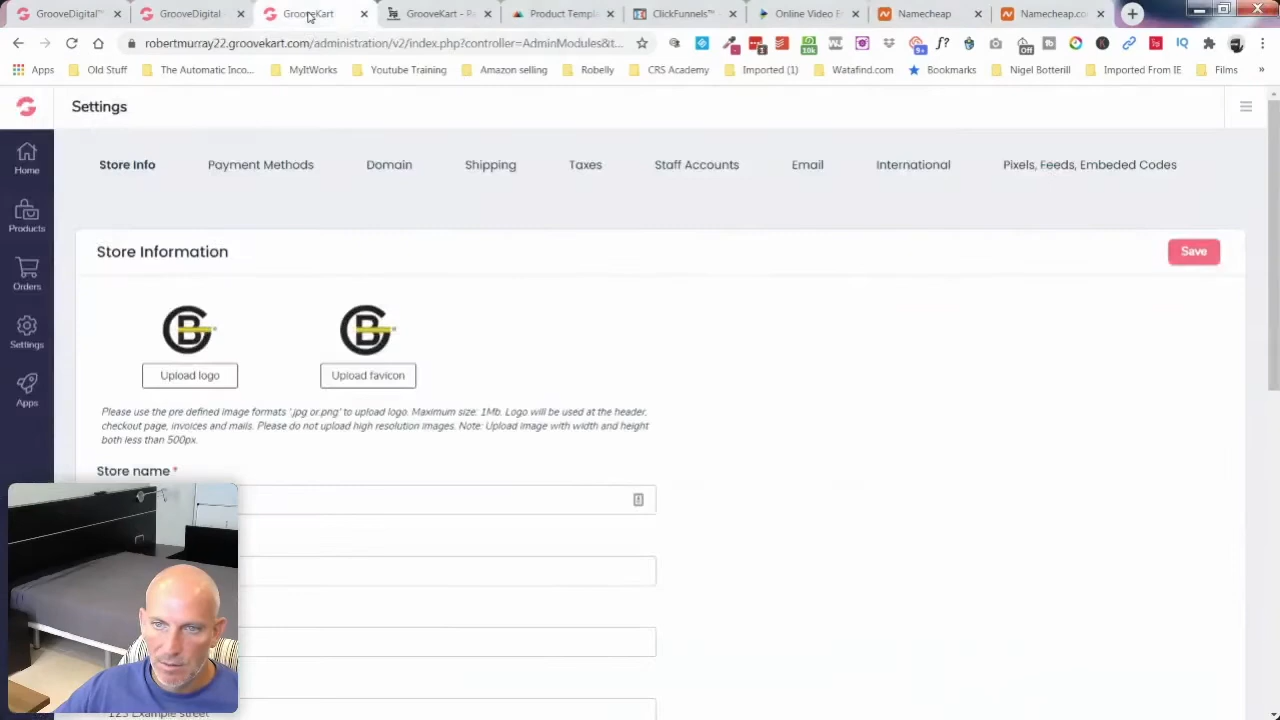 GrooveDigital™
GrooveDigital
GrooveKart
GrooveKart - P
Product Templ
ClickFunnels™
Online Video E
Namecheap
Namecheap.co
robertmurray22.groovekart.com/administration/v2/index.php?controller=AdminModules&t...
Apps
Old Stuff
The Automatic Inco...
MyItWorks
Youtube Training
Amazon selling
Robelly
CRS Academy
Imported (1)
Watafind.com
Bookmarks
Nigel Botterill
Imported From IE
Films
»
Settings
Home
Products
Orders
Settings
Apps
Store Info
Payment Methods
Domain
Shipping
Taxes
Staff Accounts
Email
International
Pixels, Feeds, Embeded Codes
Store Information
Save
Upload logo
Upload favicon
Please use the pre defined image formats '.jpg or.png' to upload logo. Maximum size: 1Mb. Logo will be used at the header,
checkout page, invoices and mails. Please do not upload high resolution images. Note: Upload image with width and height
both less than 500px.
Store name *
123 Example street